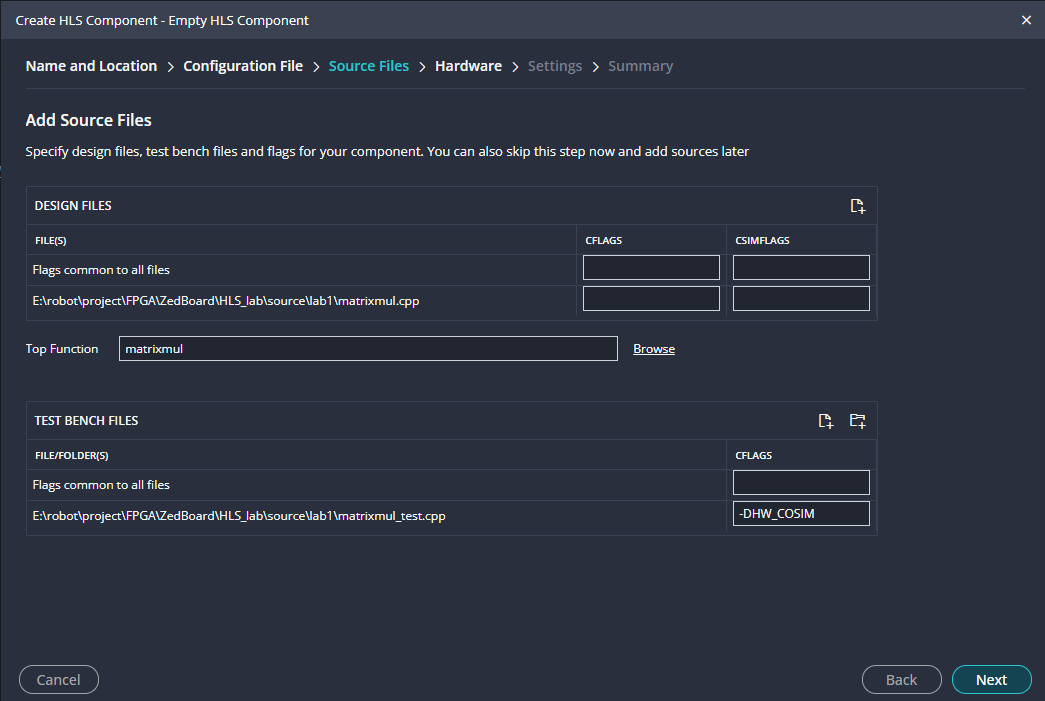 Create HLS Component - Empty HLS Component
Name and Location > Configuration File > Source Files > Hardware > Settings > Summary
Add Source Files
Specify design files, test bench files and flags for your component. You can also skip this step now and add sources later
DESIGN FILES
FILE(S) CFLAGS CSIMFLAGS
Flags common to all files
E:\robot\project\FPGA\ZedBoard\HLS_lab\source\lab1\matrixmul.cpp
Top Function matrixmul Browse
TEST BENCH FILES
FILE/FOLDER(S) CFLAGS
Flags common to all files
E:\robot\project\FPGA\ZedBoard\HLS_lab\source\lab1\matrixmul_test.cpp -DHW_COSIM
Cancel Back Next